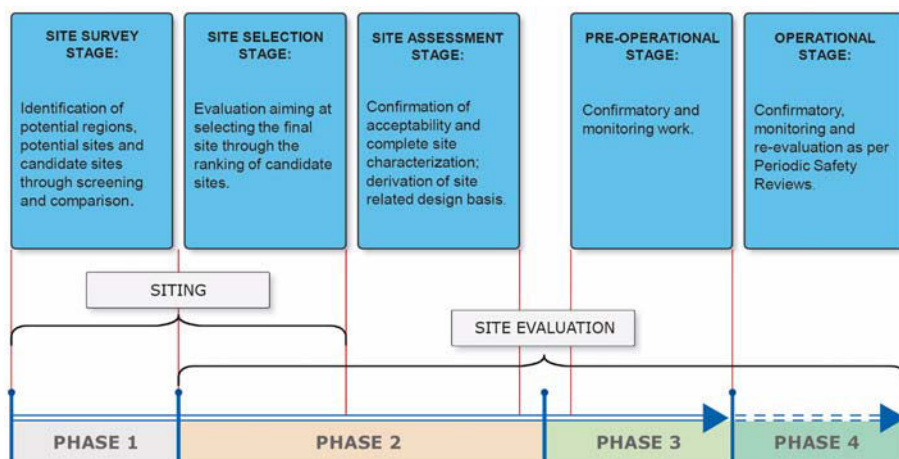 SITE SURVEY
STAGE:
Identification of
potential regions,
potential sites and
candidate sites
through screening
and comparison.
SITE SELECTION
STAGE:
Evaluation aiming at
selecting the final
site through the
ranking of candidate
sites.
SITE ASSESSMENT
STAGE:
Confirmation of
acceptability and
complete site
characterization;
derivation of site
related design basis.
PRE-OPERATIONAL
STAGE:
Confirmatory and
monitoring work.
OPERATIONAL
STAGE:
Confirmatory,
monitoring and
re-evaluation as per
Periodic Safety
Reviews.
SITING
SITE EVALUATION
PHASE 1
PHASE 2
PHASE 3
PHASE 4